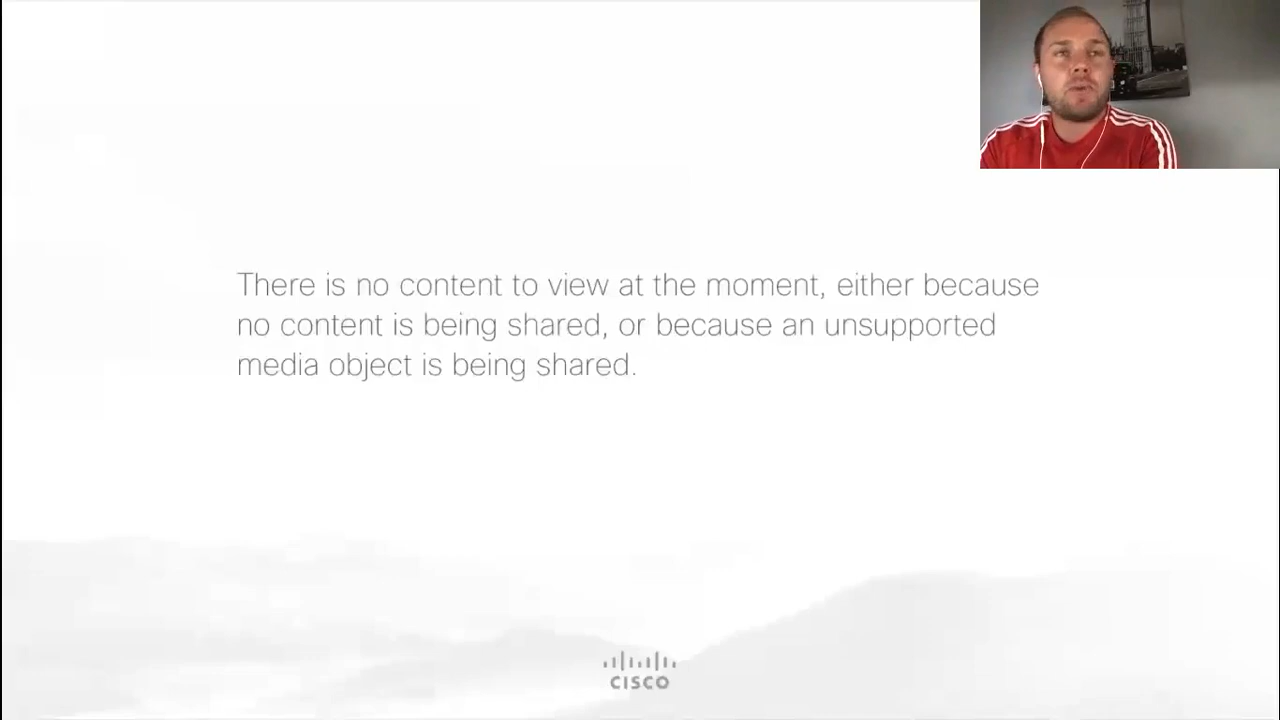 There is no content to view at the moment, either because
no content is being shared, or because an unsupported
media object is being shared.
CISCO